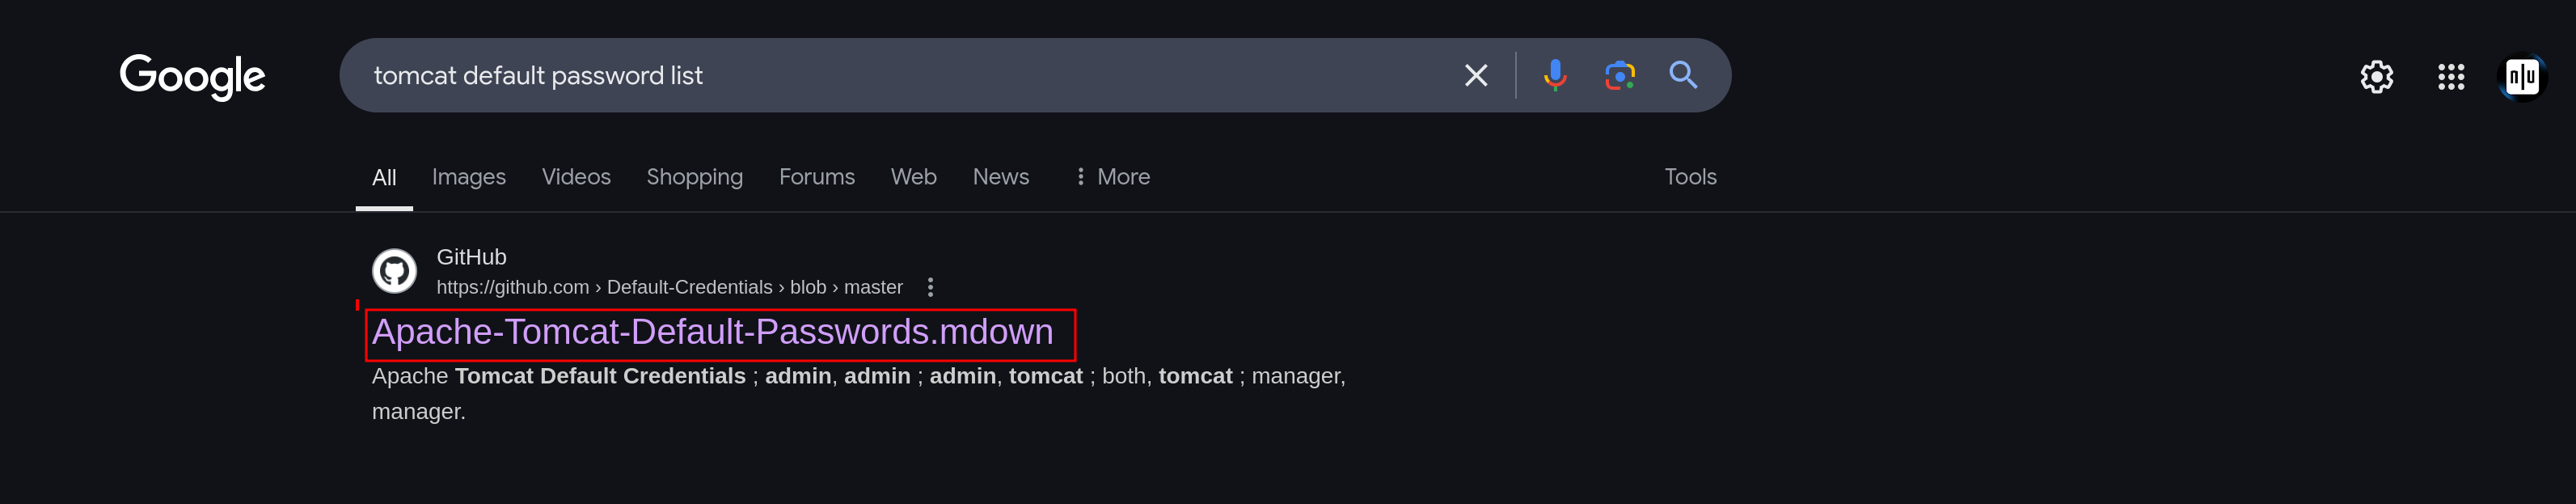 Google
tomcat default password list
n|u
All Images Videos Shopping Forums Web News More Tools
GitHub
https://github.com › Default-Credentials › blob › master
Apache-Tomcat-Default-Passwords.mdown
Apache Tomcat Default Credentials ; admin, admin ; admin, tomcat ; both, tomcat ; manager,
manager.